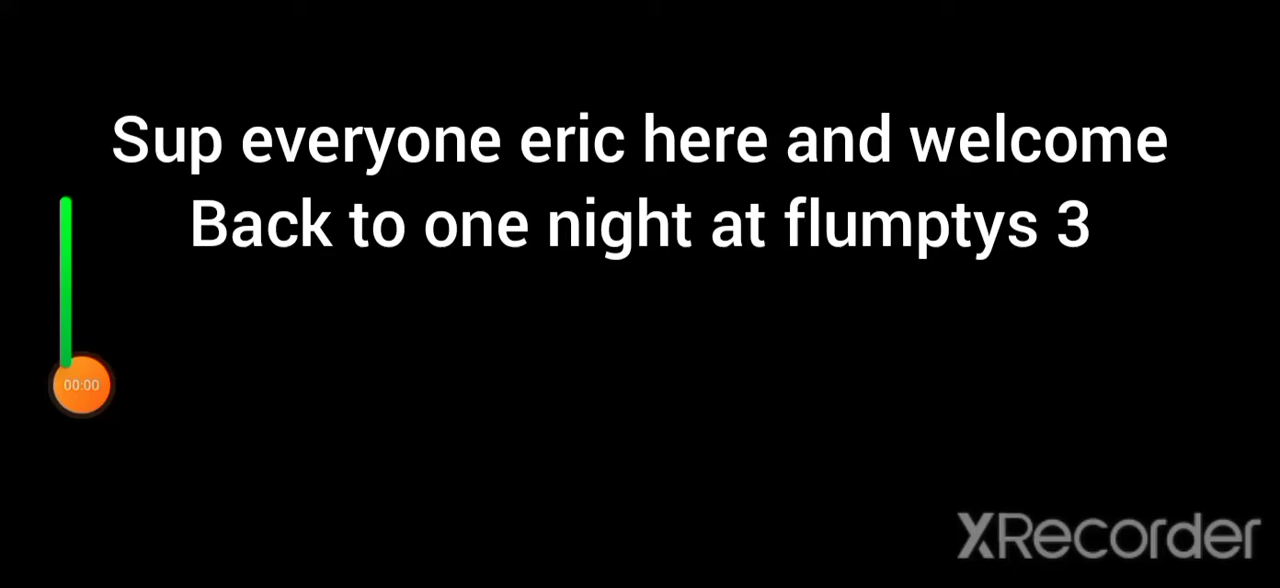 Sup everyone eric here and welcome
Back to one night at flumptys 3
00:00
XRecorder